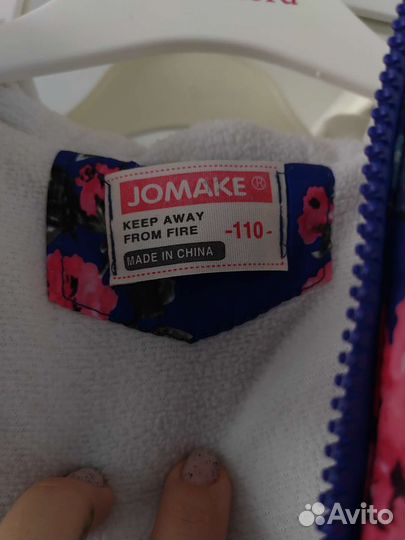 JOMAKE®
KEEP AWAY
FROM FIRE
-110-
MADE IN CHINA
Avito